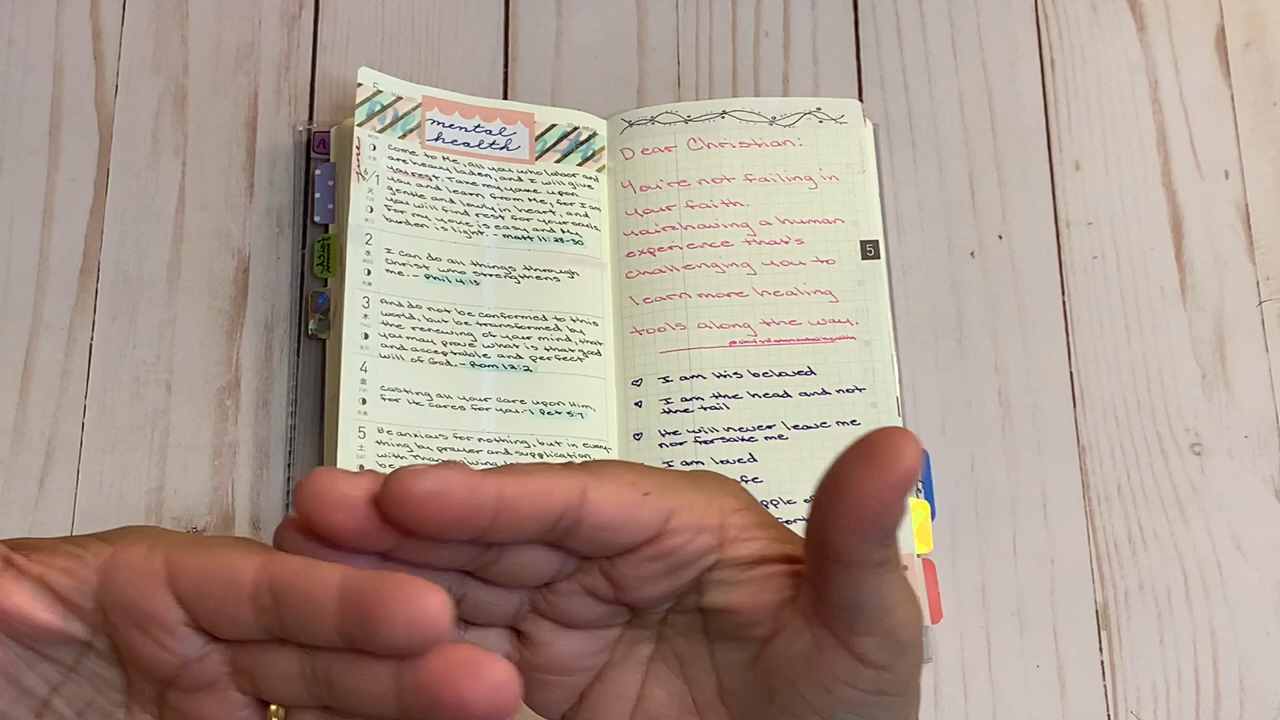 mental
health
Come to Me, all you who labor and
are heavy laden, and I will give
you rest. Take my yoke upon
you and learn from Me, for I am
gentle and lowly in heart, and
you will find rest for your souls.
for my yoke is easy and My
burden is light. - Matt 11:28-30
1
2
I can do all things through
Christ who strengthens
me. - Phil 4:13
3
And do not be conformed to this
world, but be transformed by
the renewing of your mind, that
you may prove what is that good
and acceptable and perfect
will of God. - Rom 12:2
4
casting all your care upon Him,
for He cares for you. - 1 Pet 5:7
5
Be anxious for nothing, but in every-
thing by prayer and supplication,
with thanksgiving
A
Dear Christian:
You're not failing in
your faith.
You're having a human
experience that's
challenging you to
learn more healing
tools along the way.
5
I am His beloved
I am the head and not
the tail
He will never leave me
nor forsake me
I am loved